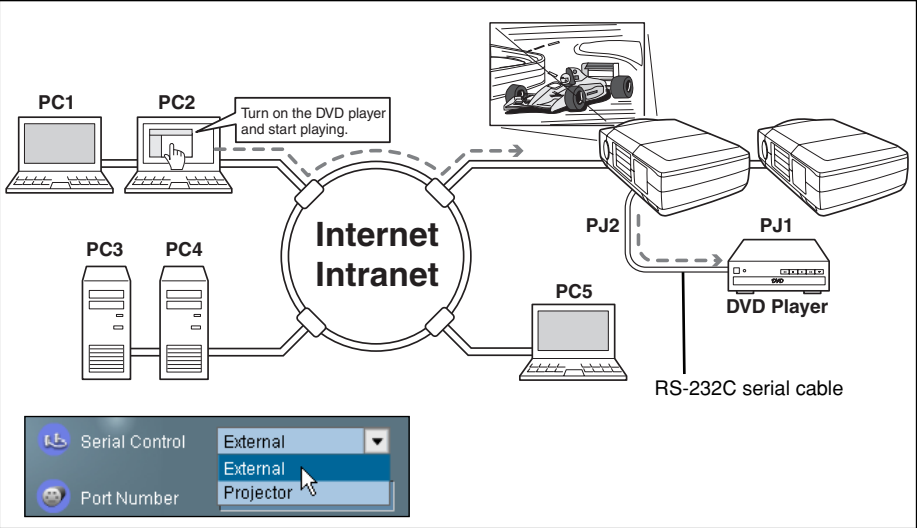 PC1
PC2
Turn on the DVD player
and start playing.
Internet
Intranet
PJ2
PJ1
DVD
DVD Player
PC3
PC4
PC5
RS-232C serial cable
Serial Control
External
External
Projector
Port Number